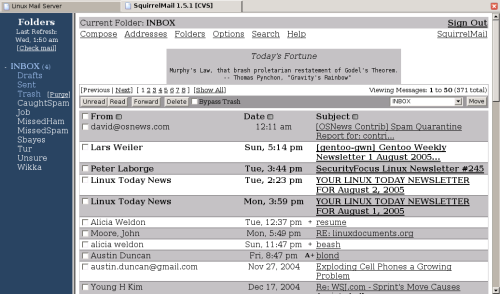 Linux Mail Server
SquirrelMail 1.5.1 [CVS]
Folders
Last Refresh:
Wed, 1:50 am
[Check mail]
- INBOX (4)
Drafts
Sent
Trash [Purge]
CaughtSpam
Job
MissedHam
MissedSpam
Sbayes
Tur
Unsure
Wikka
Current Folder: INBOX
Sign Out
Compose Addresses Folders Options Search Help
SquirrelMail
Today's Fortune
Murphy's Law, that brash proletarian restatement of Godel's Theorem.
-- Thomas Pynchon, "Gravity's Rainbow"
[Previous | Next] [ 1 2 3 4 5 6 7 8 ] [Show All]
Viewing Messages: 1 to 50 (371 total)
Unread Read Forward Delete Bypass Trash
INBOX Move
From Date Subject
david@osnews.com 12:11 am [OSNews Contrib] Spam Quarantine
Report for: contri...
Lars Weiler Sun, 5:14 pm [gentoo-gwn] Gentoo Weekly
Newsletter 1 August 2005...
Peter Laborge Tue, 3:44 pm SecurityFocus Linux Newsletter #245
Linux Today News Tue, 2:23 pm YOUR LINUX TODAY NEWSLETTER
FOR August 2, 2005
Linux Today News Mon, 3:59 pm YOUR LINUX TODAY NEWSLETTER
FOR August 1, 2005
Alicia Weldon Tue, 12:37 pm + resume
Moore, John Mon, 5:49 pm RE: linuxdocuments.org
alicia weldon Sun, 11:47 pm + beash
Austin Duncan Fri, 8:47 pm A+ blond
austin.duncan@gmail.com Nov 27, 2004 Exploding Cell Phones a Growing
Problem
Young H Kim Dec 17, 2004 Re: WSJ.com - Sprint's Move Causes